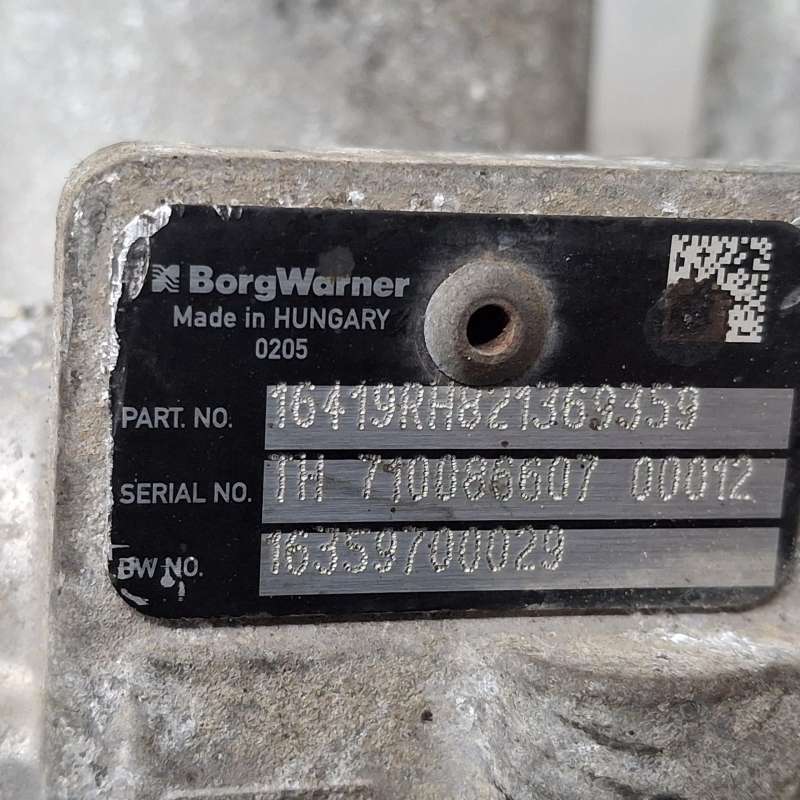 BorgWarner
Made in HUNGARY
0205
PART. NO. 16419RH821369359
SERIAL NO. TH 710086607 00012
BW NO. 16359700029